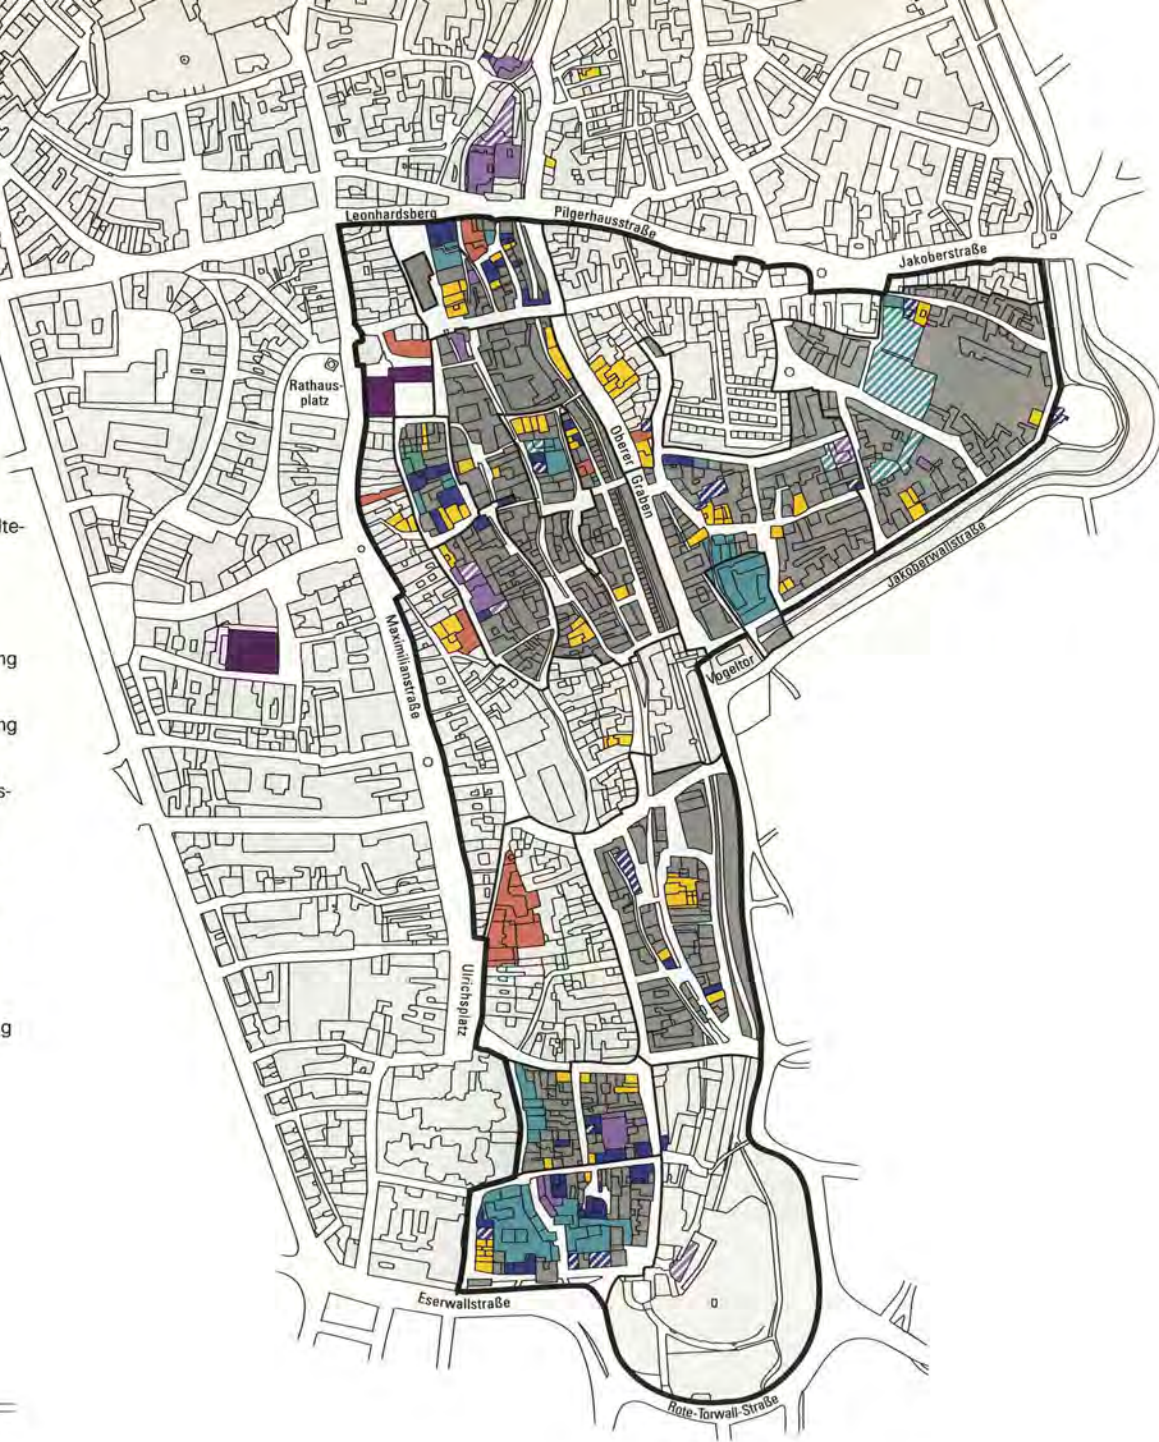 Leonhardsberg
Pilgerhausstraße
Jakoberstraße
Rathaus-
platz
Oberer Graben
lte-
Jakoberwallstraße
ng
Maximilianstraße
Vogeltor
ng
s-
Ulrichsplatz
g
Eserwallstraße
Rote-Torwall-Straße